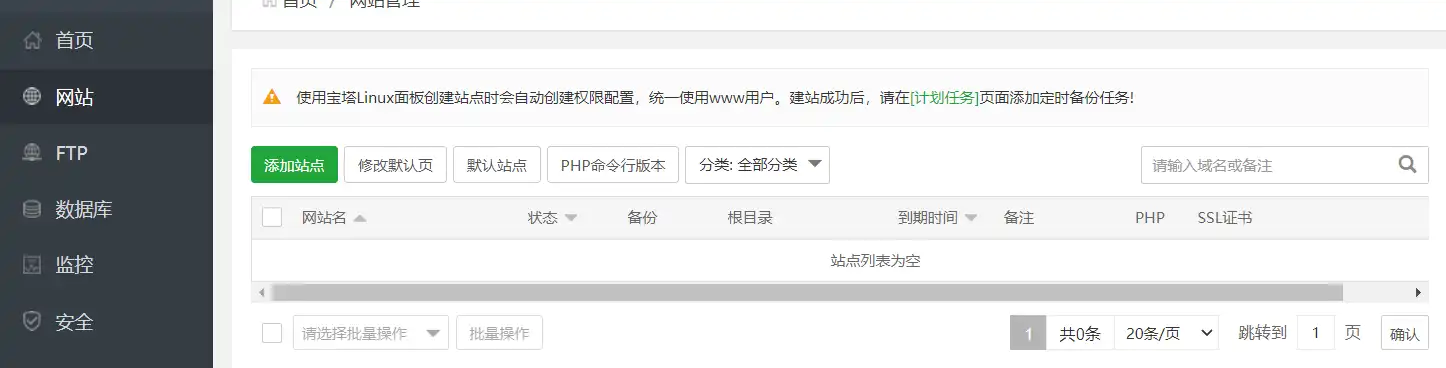 首页 / 网站管理
首页
网站
FTP
数据库
监控
安全
使用宝塔Linux面板创建站点时会自动创建权限配置，统一使用www用户。建站成功后，请在[计划任务]页面添加定时备份任务!
添加站点 修改默认页 默认站点 PHP命令行版本 分类: 全部分类 请输入域名或备注
网站名 状态 备份 根目录 到期时间 备注 PHP SSL证书
站点列表为空
请选择批量操作 批量操作 1 共0条 20条/页 跳转到 1 页 确认